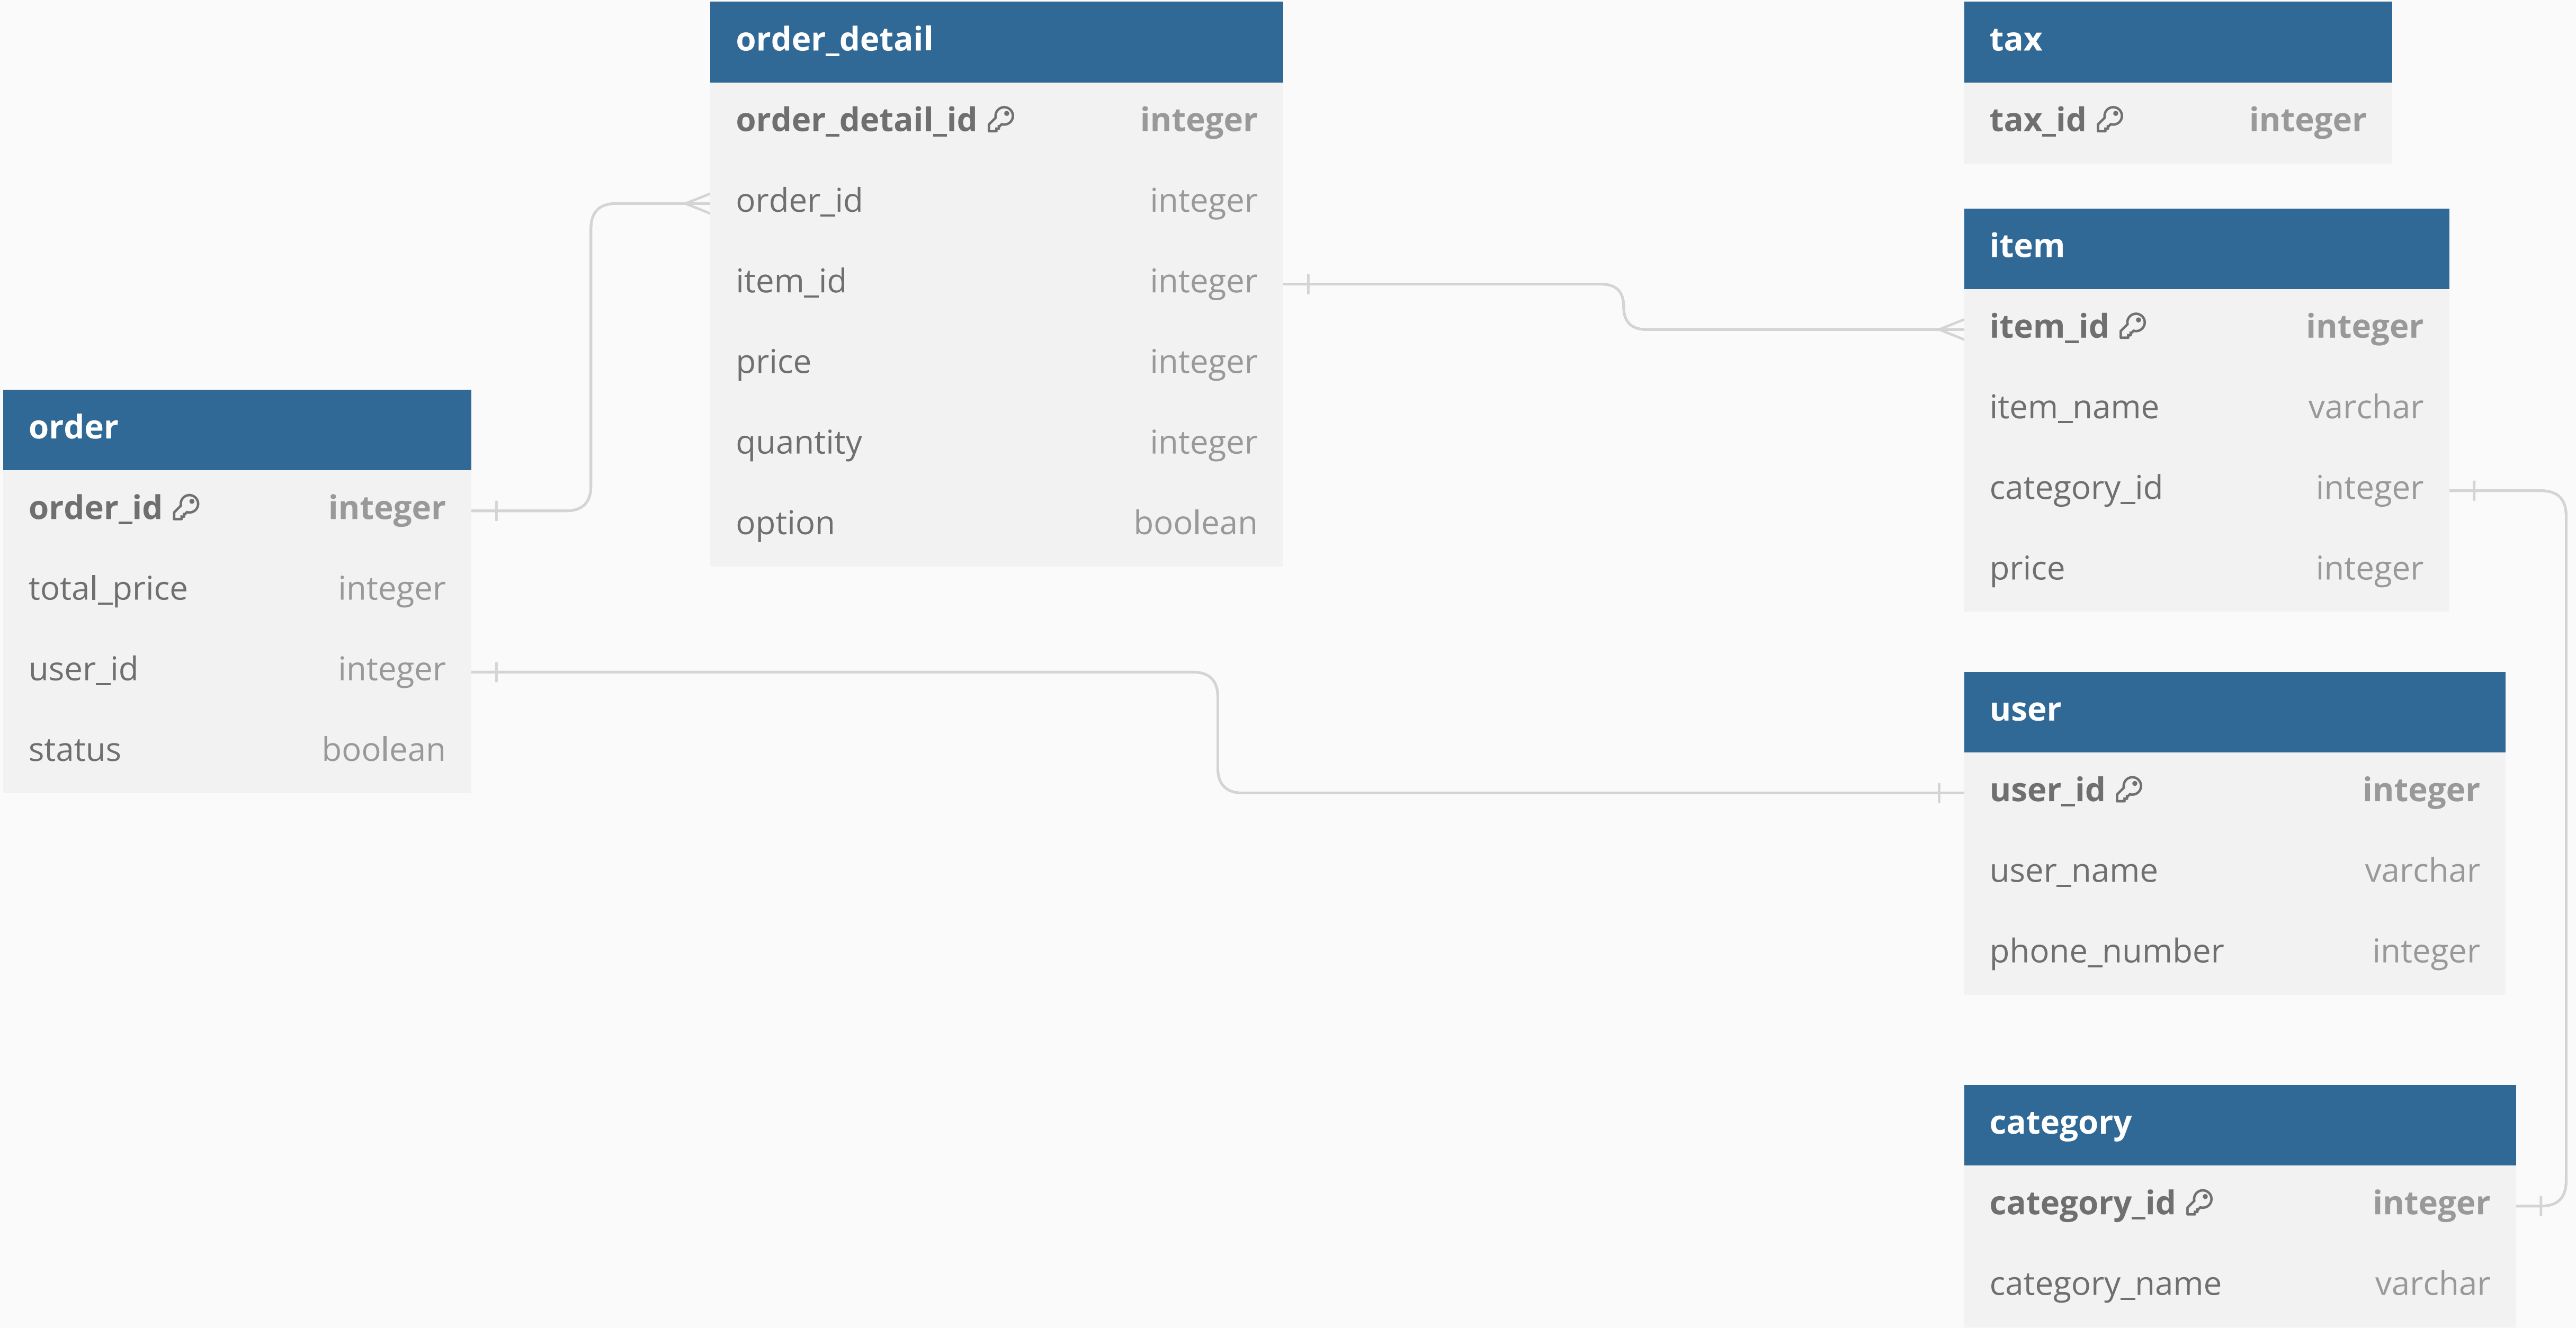 order_detail
order_detail_id integer
order_id integer
item_id integer
price integer
quantity integer
option boolean
tax
tax_id integer
item
item_id integer
item_name varchar
category_id integer
price integer
order
order_id integer
total_price integer
user_id integer
status boolean
user
user_id integer
user_name varchar
phone_number integer
category
category_id integer
category_name varchar